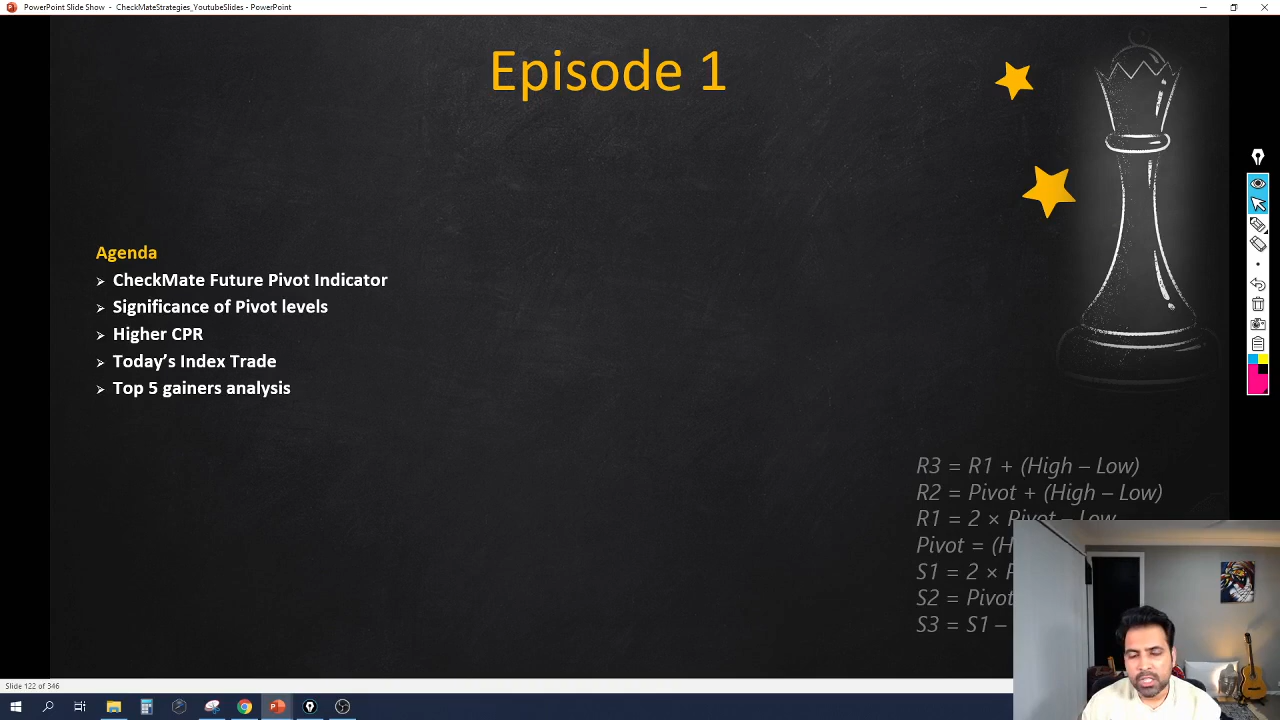 PowerPoint Slide Show - CheckMateStrategies_YoutubeSlides - PowerPoint
Episode 1
Agenda
CheckMate Future Pivot Indicator
Significance of Pivot levels
Higher CPR
Today's Index Trade
Top 5 gainers analysis
R3 = R1 + (High – Low)
R2 = Pivot + (High – Low)
R1 = 2 × Pivot – Low
Pivot = (H
S1 = 2 × P
S2 = Pivot
S3 = S1 –
Slide 122 of 346